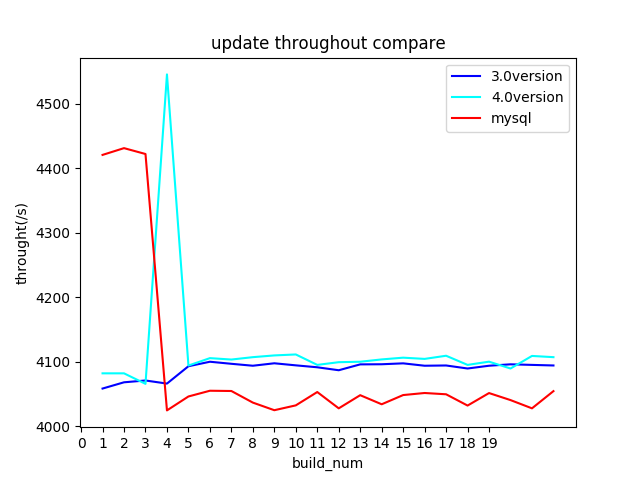 update throughout compare
3.0version
4.0version
mysql
throught(/s)
4500
4400
4300
4200
4100
4000
0 1 2 3 4 5 6 7 8 9 10 11 12 13 14 15 16 17 18 19
build_num